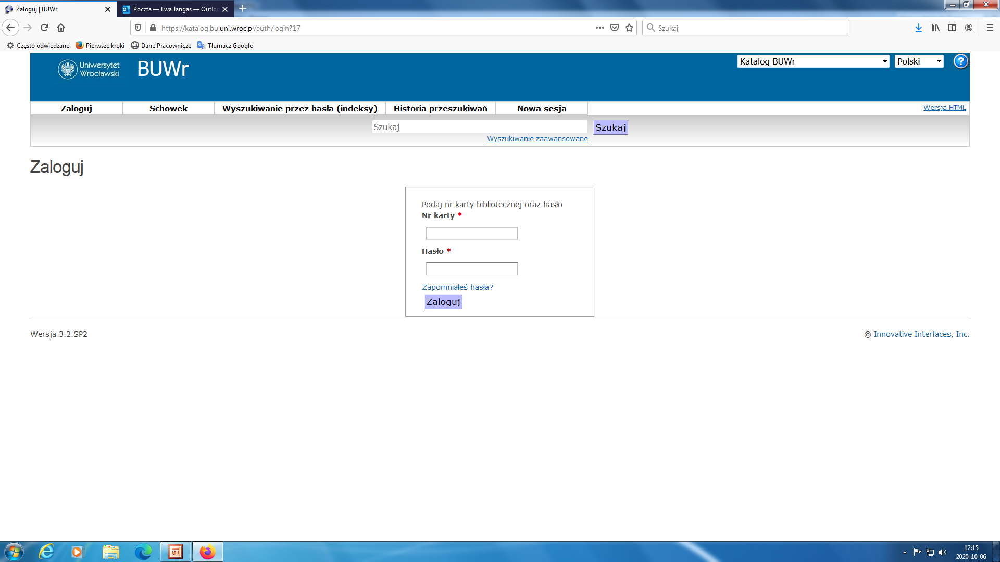 Zaloguj | BUWr
Poczta — Ewa Jangas — Outlo
https://katalog.bu.uni.wroc.pl/auth/login?17
Szukaj
Często odwiedzane
Pierwsze kroki
Dane Pracownicze
Tłumacz Google
Uniwersytet
Wrocławski
BUWr
Katalog BUWr
Polski
?
Zaloguj
Schowek
Wyszukiwanie przez hasła (indeksy)
Historia przeszukiwań
Nowa sesja
Wersja HTML
Szukaj
Szukaj
Wyszukiwanie zaawansowane
Zaloguj
Podaj nr karty bibliotecznej oraz hasło
Nr karty *
Hasło *
Zapomniałeś hasła?
Zaloguj
Wersja 3.2.SP2
© Innovative Interfaces, Inc.
12:15
2020-10-06